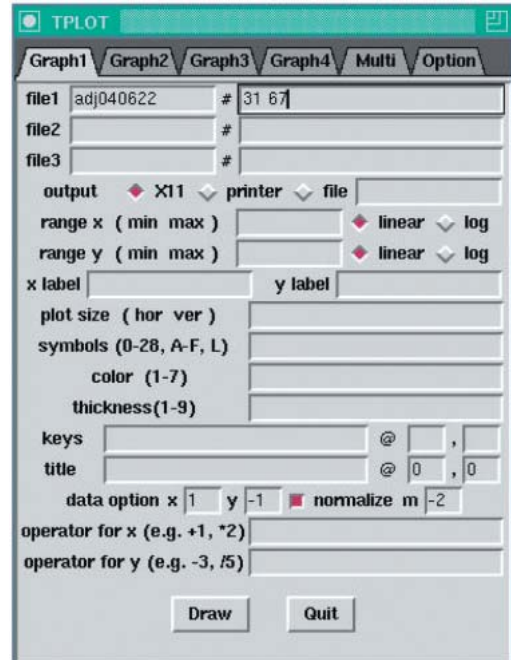 TPLOT
Graph1 Graph2 Graph3 Graph4 Multi Option
file1 adj040622 # 31 67
file2 #
file3 #
output X11 printer file
range x ( min max ) linear log
range y ( min max ) linear log
x label y label
plot size ( hor ver )
symbols (0-28, A-F, L)
color (1-7)
thickness(1-9)
keys @ ,
title @ 0 , 0
data option x 1 y -1 normalize m -2
operator for x (e.g. +1, *2)
operator for y (e.g. -3, /5)
Draw Quit